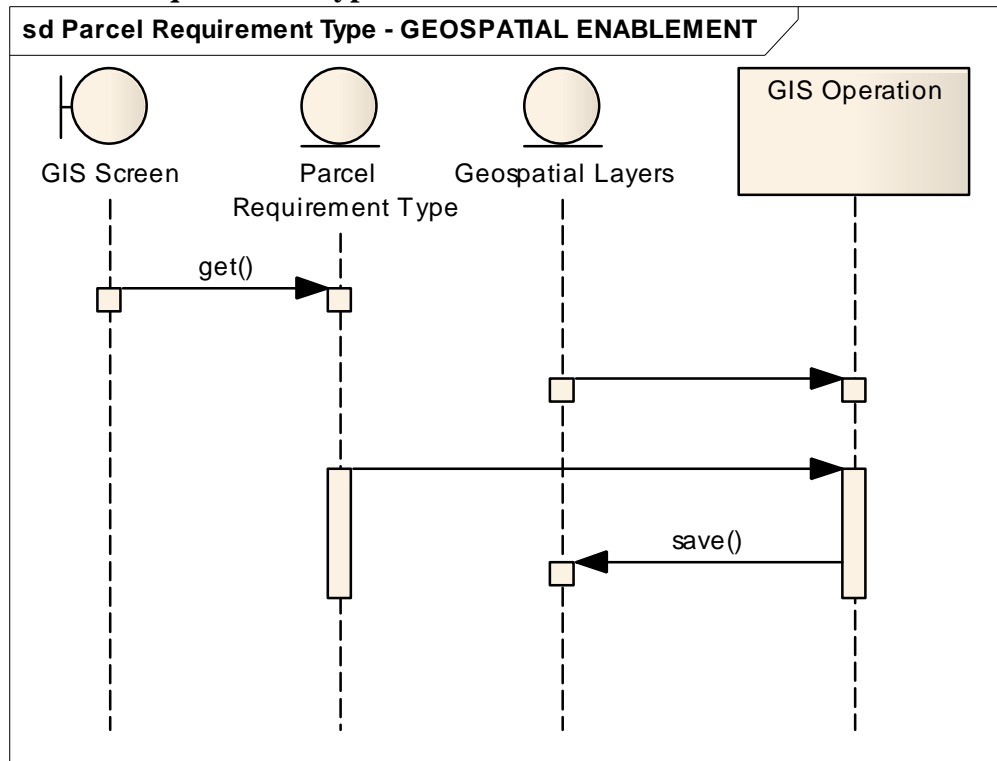 sd Parcel Requirement Type - GEOSPATIAL ENABLEMENT
GIS Screen
Parcel
Requirement Type
Geospatial Layers
GIS Operation
get()
save()